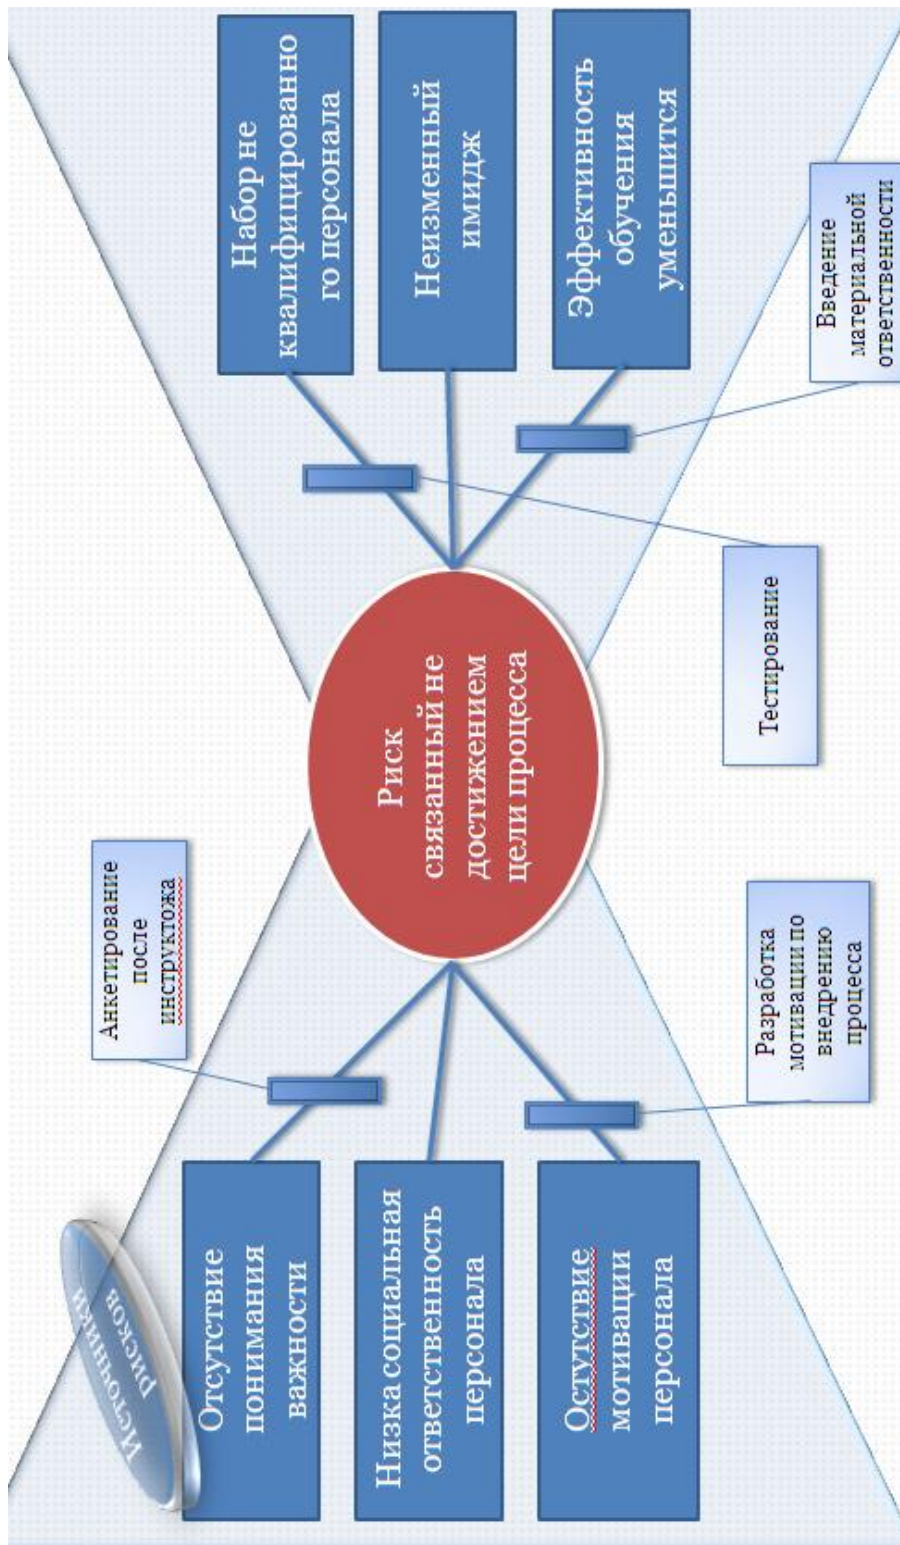 Источники
рисков
Отсутствие
понимания
важности
Низка социальная
ответственность
персонала
Остутствие
мотивации
персонала
Анкетирование
после
инструктожа
Разработка
мотивации по
внедрению
процесса
Риск
связанный не
достижением
цели процесса
Тестирование
Введение
материальной
ответственности
Набор не
квалифицированно
го персонала
Неизменный
имидж
Эффективность
обучения
уменьшится